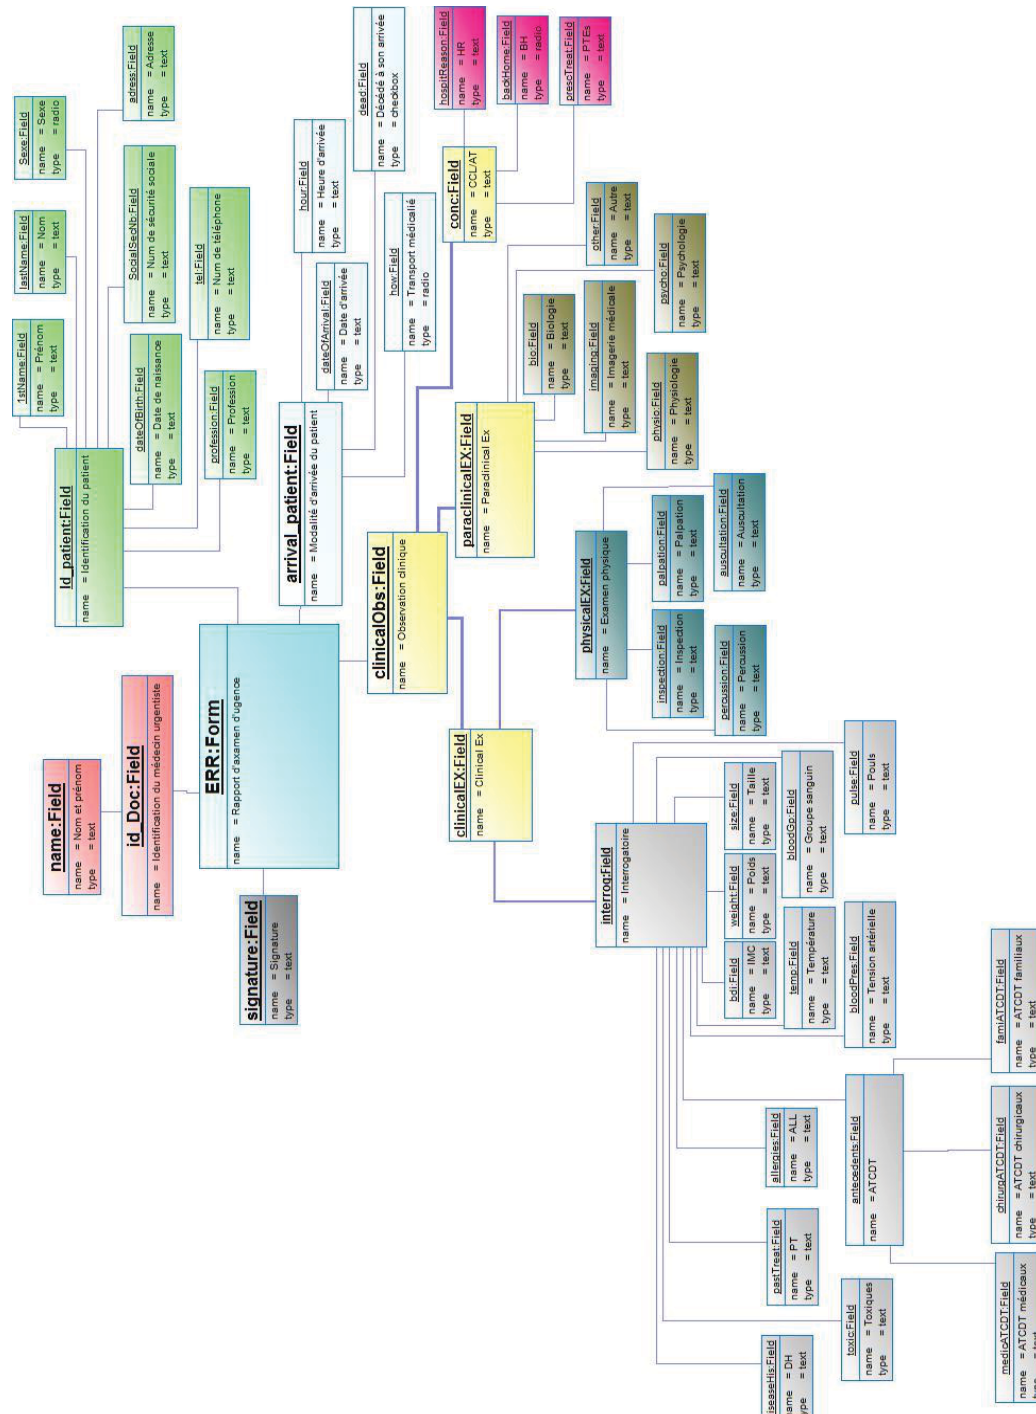 name:Field
name = Nom et prénom
type = text
id_Doc:Field
name = Identification du médecin urgentiste
ERR:Form
name = Rapport d'axamen d'ugence
signature:Field
name = Signature
type = text
Id_patient:Field
name = Identification du patient
1stName:Field
name = Prénom
type = text
lastName:Field
name = Nom
type = text
Sexe:Field
name = Sexe
type = radio
adress:Field
name = Adresse
type = text
dateOfBirth:Field
name = Date de naissance
type = text
SocialSecNb:Field
name = Num de sécurité sociale
type = text
profession:Field
name = Profession
type = text
tel:Field
name = Num de téléphone
type = text
arrival_patient:Field
name = Modalité d'arrivée du patient
hour:Field
name = Heure d'arrivée
type = text
dateOfArrival:Field
name = Date d'arrivée
type = text
dead:Field
name = Décédé à son arrivée
type = checkbox
how:Field
name = Transport médicalié
type = radio
clinicalObs:Field
name = Observation clinique
conc:Field
name = CCL/AT
type = text
hospitReason:Field
name = HR
type = text
backHome:Field
name = BH
type = radio
prescTreat:Field
name = PTEs
type = text
paraclinicalEX:Field
name = Paraclinical Ex
bio:Field
name = Biologie
type = text
other:Field
name = Autre
type = text
imaging:Field
name = Imagerie médicale
type = text
psycho:Field
name = Psychologie
type = text
physio:Field
name = Physiologie
type = text
clinicalEX:Field
name = Clinical Ex
physicalEX:Field
name = Examen physique
inspection:Field
name = Inspection
type = text
palpation:Field
name = Palpation
type = text
percussion:Field
name = Percussion
type = text
auscultation:Field
name = Auscultation
type = text
interroq:Field
name = Interrogatoire
bdi:Field
name = IMC
type = text
weight:Field
name = Poids
type = text
size:Field
name = Taille
type = text
temp:Field
name = Température
type = text
bloodGp:Field
name = Groupe sanguin
type = text
bloodPres:Field
name = Tension artérielle
type = text
pulse:Field
name = Pouls
type = text
allergies:Field
name = ALL
type = text
pastTreat:Field
name = PT
type = text
iseaseHis:Field
name = DH
type = text
toxic:Field
name = Toxiques
type = text
antecedents:Field
name = ATCDT
medicATCDT:Field
name = ATCDT médicaux
type = text
chirurgATCDT:Field
name = ATCDT chirurgicaux
type = text
famiATCDT:Field
name = ATCDT familiaux
type = text